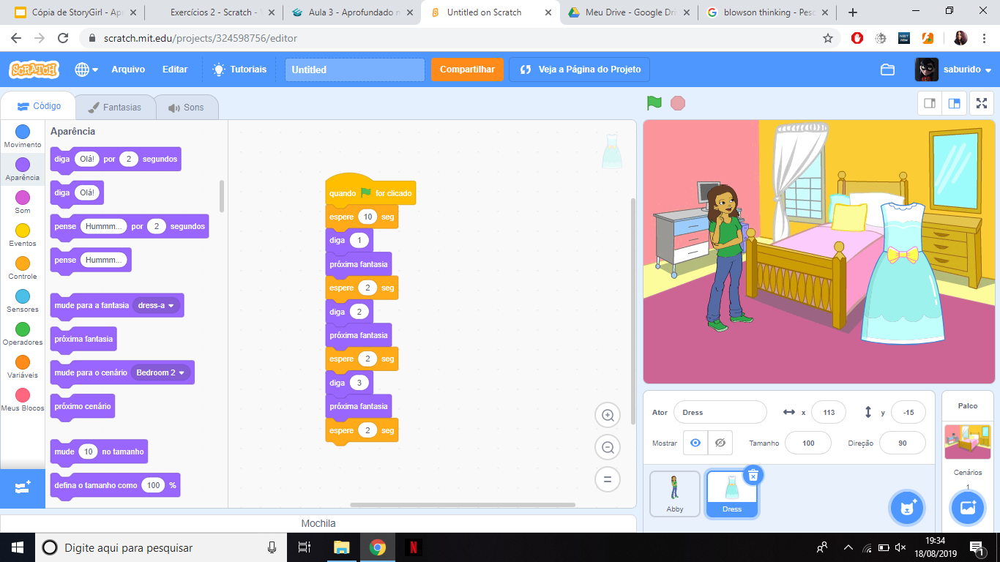 Cópia de StoryGirl - Ap
Exercícios 2 - Scratch -
Aula 3 - Aprofundado n
Untitled on Scratch
Meu Drive - Google Dri
blowson thinking - Pesc
scratch.mit.edu/projects/324598756/editor
SCRATCH
Arquivo
Editar
Tutoriais
Untitled
Compartilhar
Veja a Página do Projeto
saburido
Código
Fantasias
Sons
Movimento
Aparência
Som
Eventos
Controle
Sensores
Operadores
Variáveis
Meus Blocos
Aparência
diga Olá! por 2 segundos
diga Olá!
pense Hummm... por 2 segundos
pense Hummm...
mude para a fantasia dress-a
próxima fantasia
mude para o cenário Bedroom 2
próximo cenário
mude 10 no tamanho
defina o tamanho como 100 %
quando for clicado
espere 10 seg
diga 1
próxima fantasia
espere 2 seg
diga 2
próxima fantasia
espere 2 seg
diga 3
próxima fantasia
espere 2 seg
Mochila
Ator Dress x 113 y -15
Mostrar Tamanho 100 Direção 90
Abby
Dress
Palco
Cenários
1
Digite aqui para pesquisar
N
19:34
18/08/2019
1